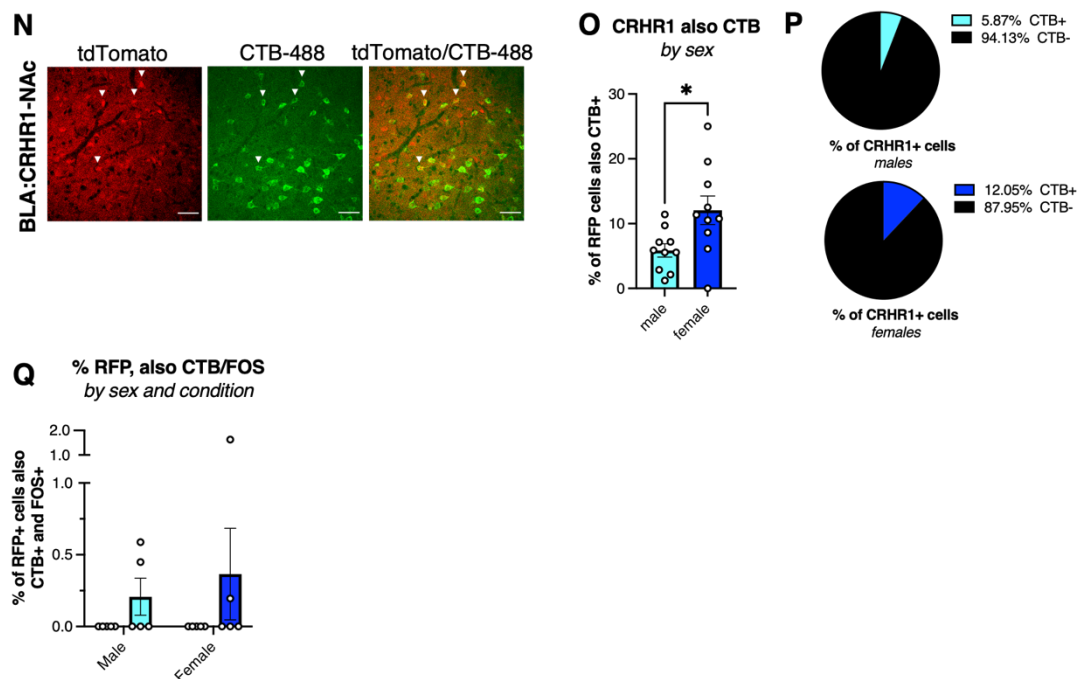 N
tdTomato
CTB-488
tdTomato/CTB-488
BLA:CRHR1-NAc
O
CRHR1 also CTB
by sex
% of RFP cells also CTB+
30
20
10
0
*
male
female
P
5.87% CTB+
94.13% CTB-
% of CRHR1+ cells
males
12.05% CTB+
87.95% CTB-
% of CRHR1+ cells
females
Q
% RFP, also CTB/FOS
by sex and condition
% of RFP+ cells also
CTB+ and FOS+
2.0
1.0
1.0
0.5
0.0
Male
Female